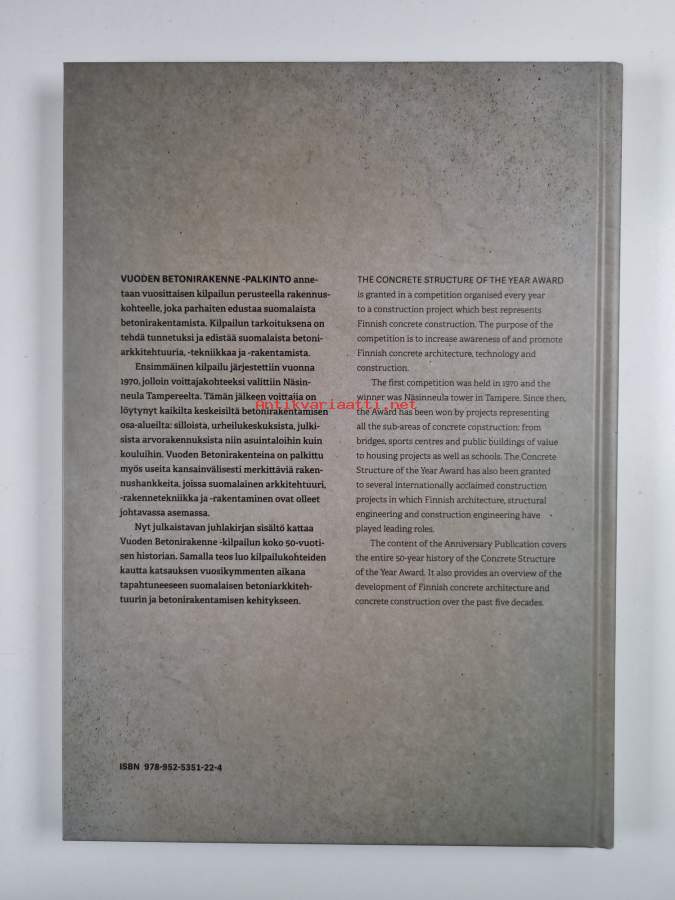 VUODEN BETONIRAKENNE -PALKINTO anne-
taan vuosittaisen kilpailun perusteella rakennus-
kohteelle, joka parhaiten edustaa suomalaista
betonirakentamista. Kilpailun tarkoituksena on
tehdä tunnetuksi ja edistää suomalaista betoni-
arkkitehtuuria, -tekniikkaa ja -rakentamista.
Ensimmäinen kilpailu järjestettiin vuonna
1970, jolloin voittajakohteeksi valittiin Näsin-
neula Tampereelta. Tämän jälkeen voittajia on
löytynyt kaikilta keskeisiltä betonirakentamisen
osa-alueilta: silloista, urheilukeskuksista, julki-
sista arvorakennuksista niin asuntaloihin kuin
kouluihin. Vuoden Betonirakenteina on palkittu
myös useita kansainvälisesti merkittäviä raken-
nushankkeita, joissa suomalainen arkkitehtuuri,
-rakennetekniikka ja -rakentaminen ovat olleet
johtavassa asemassa.
Nyt julkaistavan juhlakirjan sisältö kattaa
Vuoden Betonirakenne -kilpailun koko 50-vuoti-
sen historian. Samalla teos luo kilpailukohteiden
kautta katsauksen vuosikymmenten aikana
tapahtuneeseen suomalaisen betoniarkkiteh-
tuurin ja betonirakentamisen kehitykseen.
THE CONCRETE STRUCTURE OF THE YEAR AWARD
is granted in a competition organised every year
to a construction project which best represents
Finnish concrete construction. The purpose of the
competition is to increase awareness of and promote
Finnish concrete architecture, technology and
construction.
The first competition was held in 1970 and the
winner was Näsinneula tower in Tampere. Since then,
the Award has been won by projects representing
all the sub-areas of concrete construction: from
bridges, sports centres and public buildings of value
to housing projects as well as schools. The Concrete
Structure of the Year Award has also been granted
to several internationally acclaimed construction
projects in which Finnish architecture, structural
engineering and construction engineering have
played leading roles.
The content of the Anniversary Publication covers
the entire 50-year history of the Concrete Structure
of the Year Award. It also provides an overview of the
development of Finnish concrete architecture and
concrete construction over the past five decades.
Antikvariaatti.net
ISBN 978-952-5351-22-4